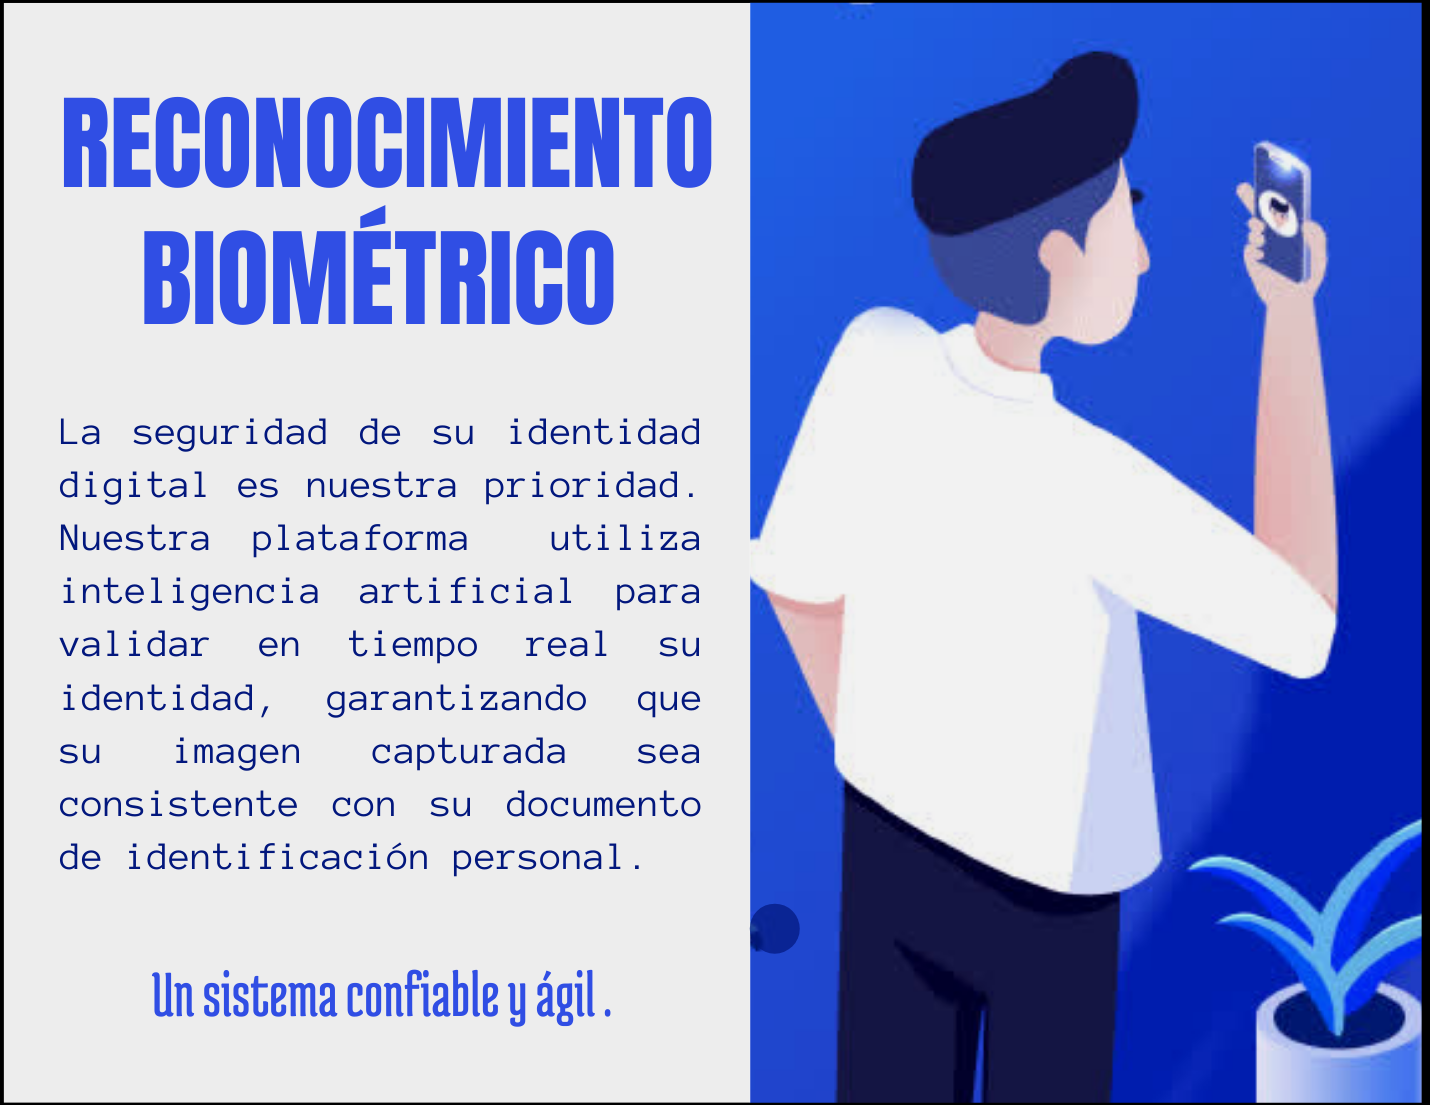 RECONOCIMIENTO
BIOMÉTRICO
La seguridad de su identidad
digital es nuestra prioridad.
Nuestra plataforma utiliza
inteligencia artificial para
validar en tiempo real su
identidad, garantizando que
su imagen capturada sea
consistente con su documento
de identificación personal.
Un sistema confiable y ágil .